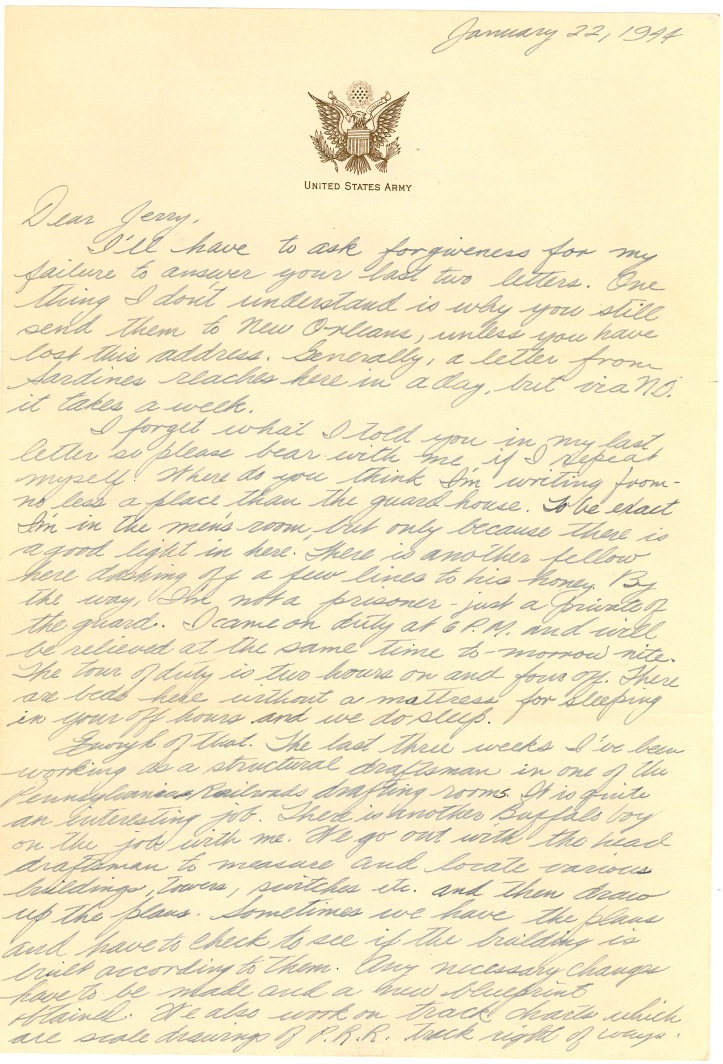 January 22, 1944
UNITED STATES ARMY
Dear Jerry,
I'll have to ask forgiveness for my
failure to answer your last two letters. One
thing I don't understand is why you still
send them to New Orleans, unless you have
lost this address. Generally, a letter from
Sardines reaches here in a day, but via N.O.
it takes a week.
I forget what I told you in my last
letter so please bear with me if I repeat
myself. Where do you think I'm writing from-
no less a place than the guard house. To be exact
I'm in the men's room, but only because there is
a good light in here. There is another fellow
here dashing off a few lines to his honey. By
the way, I'm not a prisoner - just a private of
the guard. I came on duty at 6 P.M. and will
be relieved at the same time to-morrow nite.
The tour of duty is two hours on and four off. There
are beds here without a mattress for sleeping
in your off hours and we do sleep.
Enough of that. The last three weeks I've been
working as a structural draftsman in one of the
Pennsylvania Railroads drafting rooms. It is quite
an interesting job. There is another Buffalo boy
on the job with me. We go out with the head
draftsman to measure and locate various
buildings, towers, switches etc. and then draw
up the plans. Sometimes we have the plans
and have to check to see if the building is
built according to them. Any necessary changes
have to be made and a new blueprint
obtained. We also work on track charts which
are scale drawings of P.R.R. track right of ways.